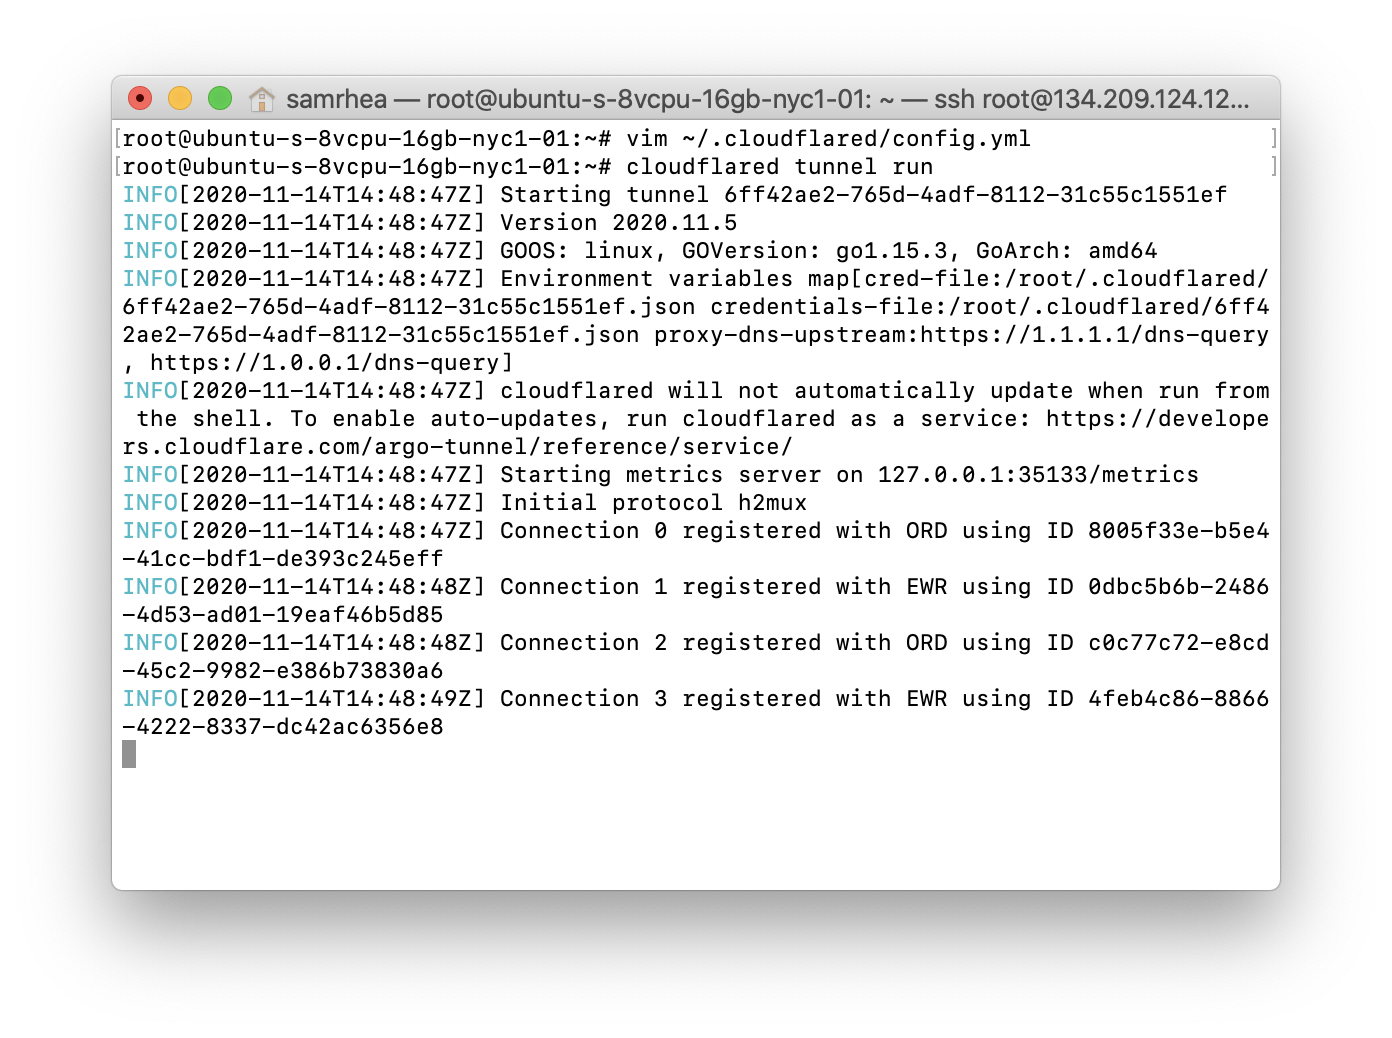 samrhea — root@ubuntu-s-8vcpu-16gb-nyc1-01: ~ — ssh root@134.209.124.12...
[root@ubuntu-s-8vcpu-16gb-nyc1-01:~# vim ~/.cloudflared/config.yml ]
[root@ubuntu-s-8vcpu-16gb-nyc1-01:~# cloudflared tunnel run ]
INFO[2020-11-14T14:48:47Z] Starting tunnel 6ff42ae2-765d-4adf-8112-31c55c1551ef
INFO[2020-11-14T14:48:47Z] Version 2020.11.5
INFO[2020-11-14T14:48:47Z] GOOS: linux, GOVersion: go1.15.3, GoArch: amd64
INFO[2020-11-14T14:48:47Z] Environment variables map[cred-file:/root/.cloudflared/
6ff42ae2-765d-4adf-8112-31c55c1551ef.json credentials-file:/root/.cloudflared/6ff4
2ae2-765d-4adf-8112-31c55c1551ef.json proxy-dns-upstream:https://1.1.1.1/dns-query
, https://1.0.0.1/dns-query]
INFO[2020-11-14T14:48:47Z] cloudflared will not automatically update when run from
 the shell. To enable auto-updates, run cloudflared as a service: https://develope
rs.cloudflare.com/argo-tunnel/reference/service/
INFO[2020-11-14T14:48:47Z] Starting metrics server on 127.0.0.1:35133/metrics
INFO[2020-11-14T14:48:47Z] Initial protocol h2mux
INFO[2020-11-14T14:48:47Z] Connection 0 registered with ORD using ID 8005f33e-b5e4
-41cc-bdf1-de393c245eff
INFO[2020-11-14T14:48:48Z] Connection 1 registered with EWR using ID 0dbc5b6b-2486
-4d53-ad01-19eaf46b5d85
INFO[2020-11-14T14:48:48Z] Connection 2 registered with ORD using ID c0c77c72-e8cd
-45c2-9982-e386b73830a6
INFO[2020-11-14T14:48:49Z] Connection 3 registered with EWR using ID 4feb4c86-8866
-4222-8337-dc42ac6356e8